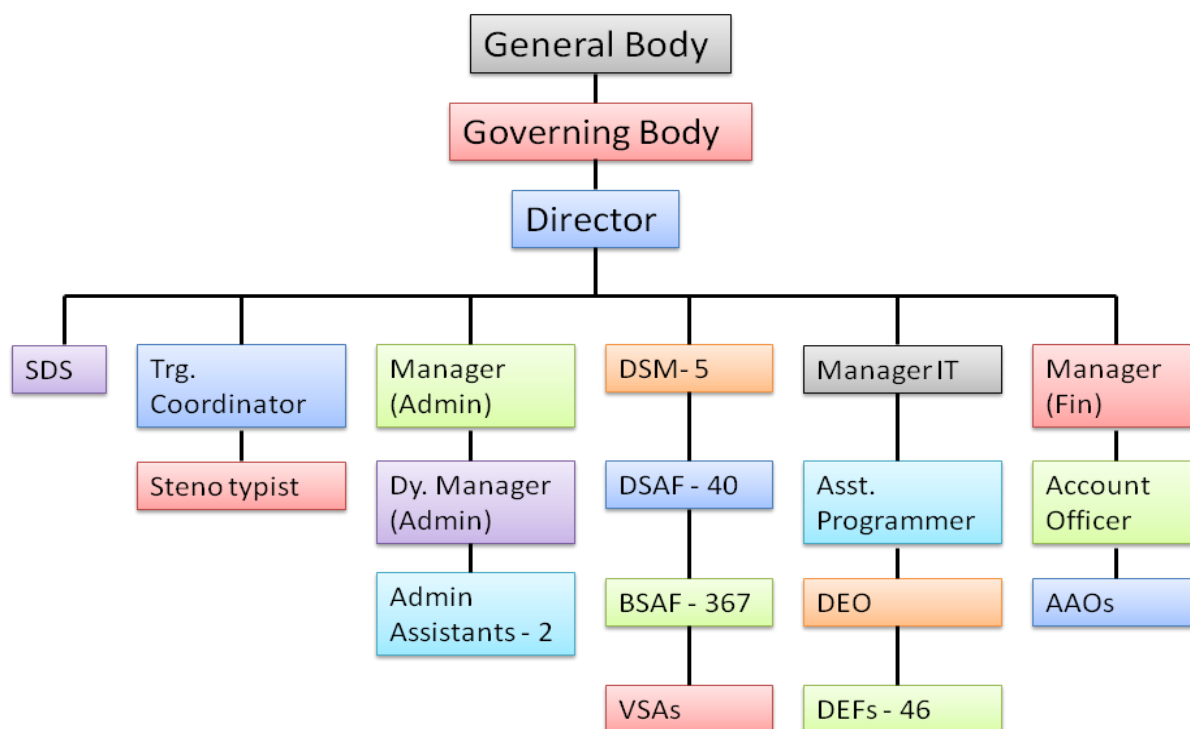 General Body
Governing Body
Director
SDS
Trg.
Coordinator
Manager
(Admin)
DSM- 5
Manager IT
Manager
(Fin)
Steno typist
Dy. Manager
(Admin)
DSAF - 40
Asst.
Programmer
Account
Officer
Admin
Assistants - 2
BSAF - 367
DEO
AAOs
VSAs
DEFs - 46